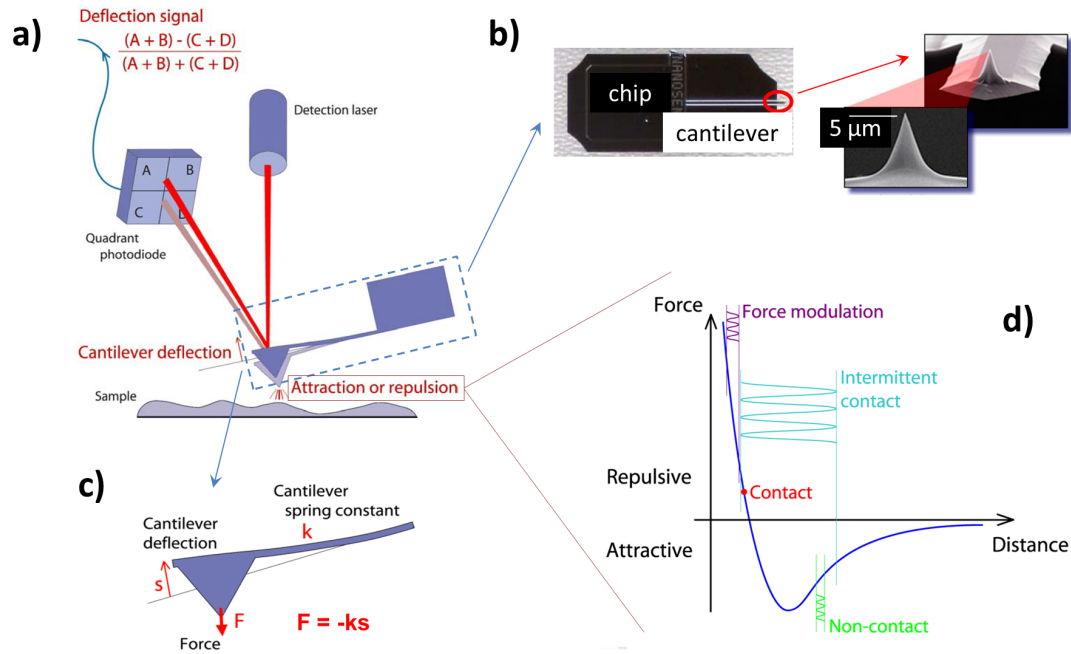 a)
Deflection signal
(A + B) - (C + D)
(A + B) + (C + D)
Detection laser
A
B
C
D
Quadrant
photodiode
Cantilever deflection
Attraction or repulsion
Sample
b)
NANOSEN
chip
cantilever
5 µm
c)
Cantilever
spring constant
k
Cantilever
deflection
s
F
Force
F = -ks
d)
Force
Force modulation
Intermittent
contact
Repulsive
Contact
Attractive
Distance
Non-contact